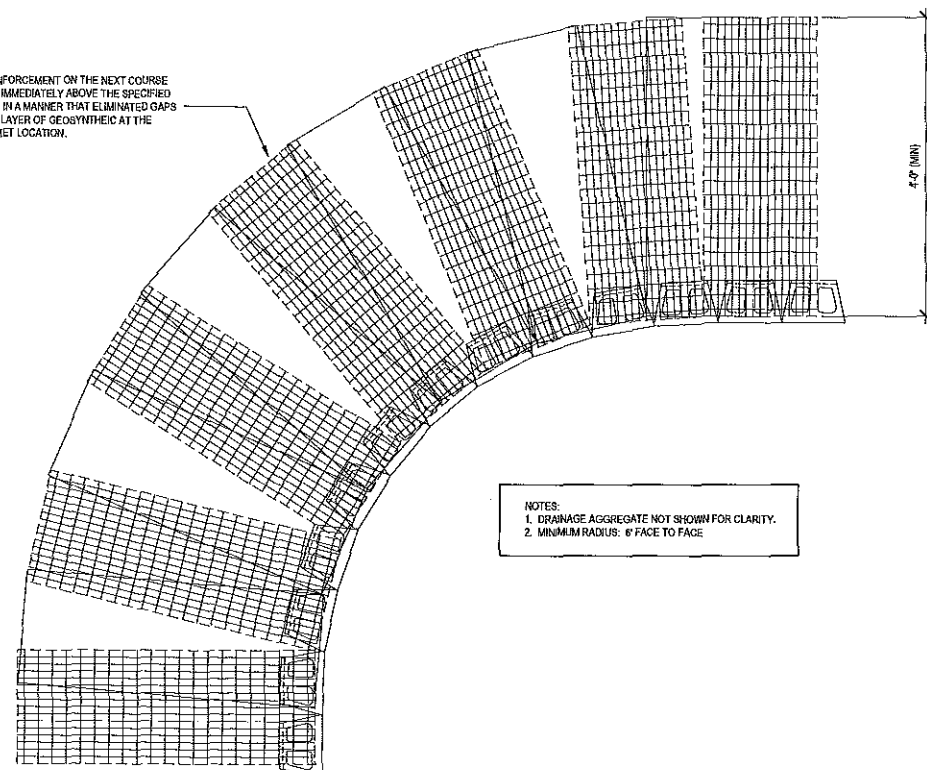 NFORCEMENT ON THE NEXT COURSE
IMMEDIATELY ABOVE THE SPECIFIED
IN A MANNER THAT ELIMINATED GAPS
LAYER OF GEOSYNTHEIC AT THE
MET LOCATION.
4'-0" (MIN)
NOTES:
1. DRAINAGE AGGREGATE NOT SHOWN FOR CLARITY.
2. MINIMUM RADIUS: 6' FACE TO FACE